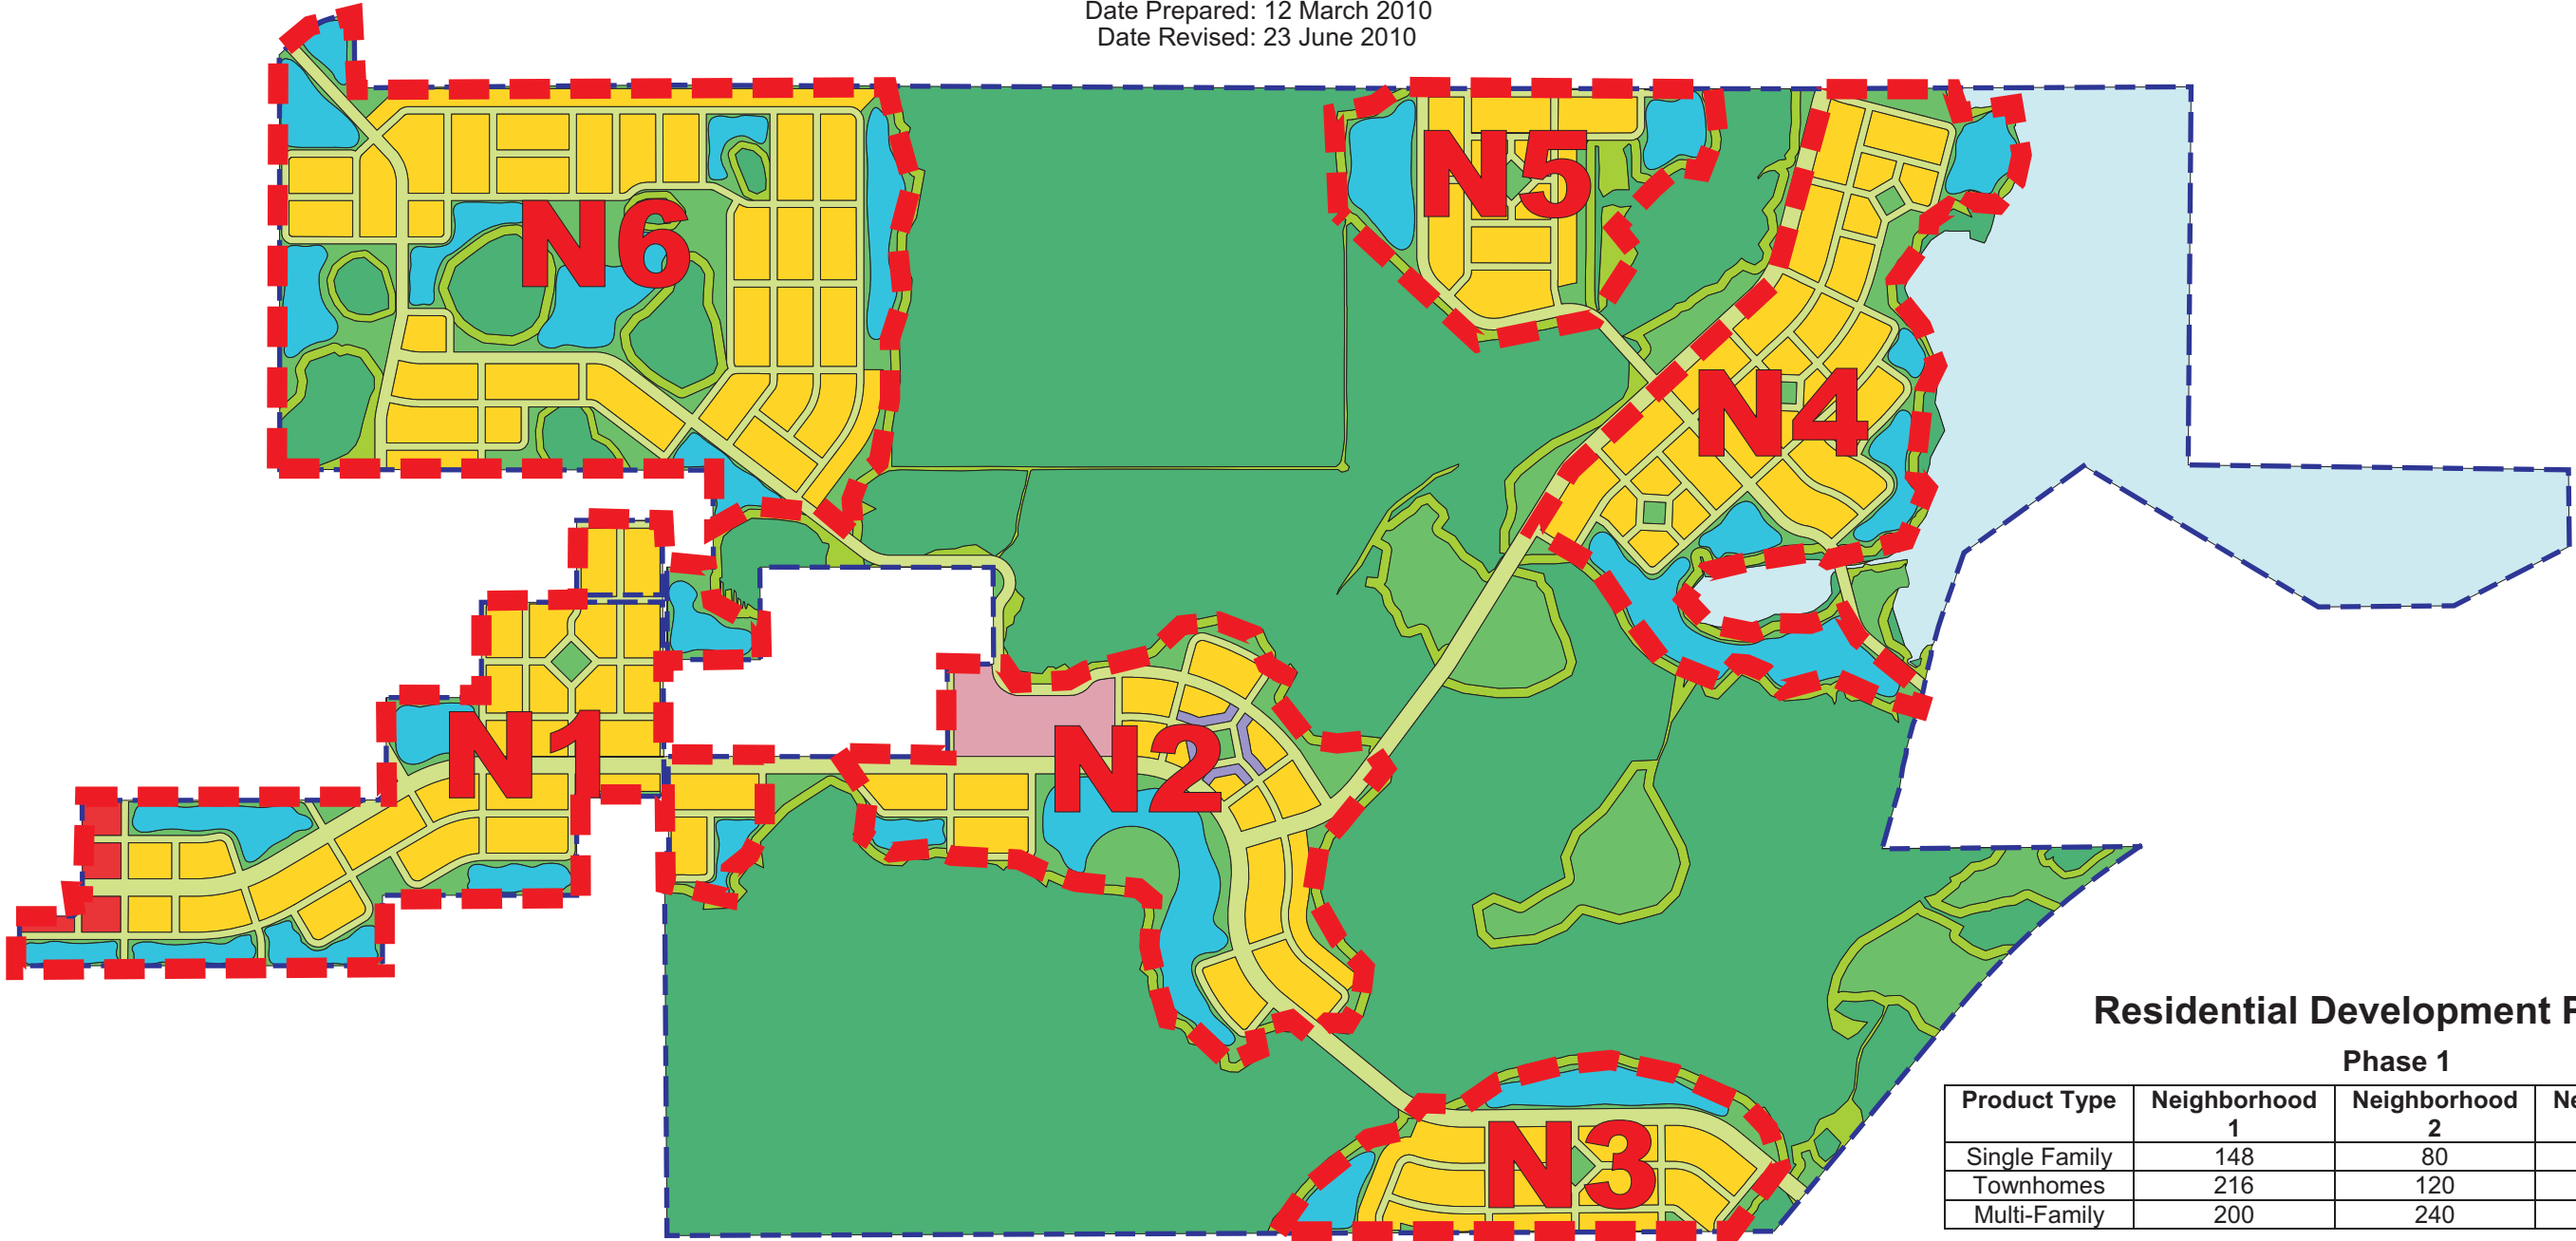 Date Prepared: 12 March 2010
Date Revised: 23 June 2010
N5
N6
N4
N1
N2
N3
Residential Development
Phase 1
Product Type Neighborhood 1 Neighborhood 2
Single Family 148 80
Townhomes 216 120
Multi-Family 200 240